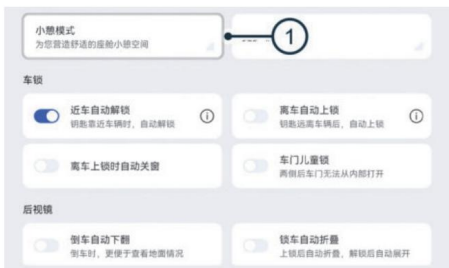 小憩模式
为您营造舒适的座舱小憩空间
1
车锁
近车自动解锁
钥匙靠近车辆时，自动解锁
离车自动上锁
钥匙远离车辆后，自动上锁
离车上锁时自动关窗
车门儿童锁
两侧后车门无法从内部打开
后视镜
倒车自动下翻
倒车时，更便于查看地面情况
锁车自动折叠
上锁后自动折叠，解锁后自动展开